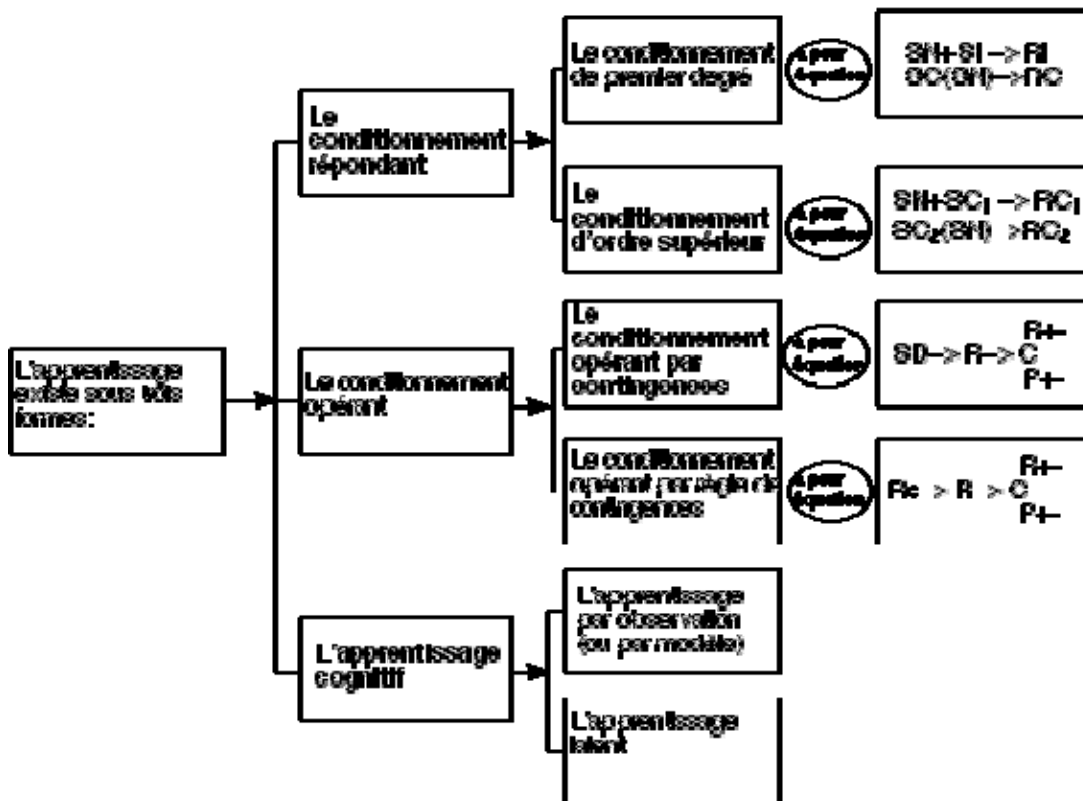 L'apprentissage
existe sous tois
formes:
Le
conditionnement
répondant
Le conditionnement
de premier degré
A pour
équation
SN+SI->RI
SC(SN)->RC
Le
conditionnement
d'ordre supérieur
A pour
équation
SN+SC₁->RC₁
SC₂(SN) >RC₂
Le conditionnement
opérant
Le
conditionnement
opérant par
contingences
A pour
équation
R+-
SD->R->C
P+-
Le conditionnement
opérant par règle de
contingences
A pour
équation
R+-
Rc > R > C
P+-
L'apprentissage
cognitif
L'apprentissage
par observation
(ou par modèle)
L'apprentissage
latent